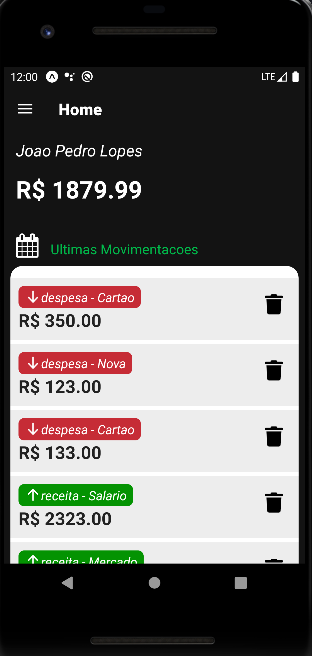 12:00
LTE
Home
Joao Pedro Lopes
R$ 1879.99
Ultimas Movimentacoes
despesa - Cartao
R$ 350.00
despesa - Nova
R$ 123.00
despesa - Cartao
R$ 133.00
receita - Salario
R$ 2323.00
receita - Mercado